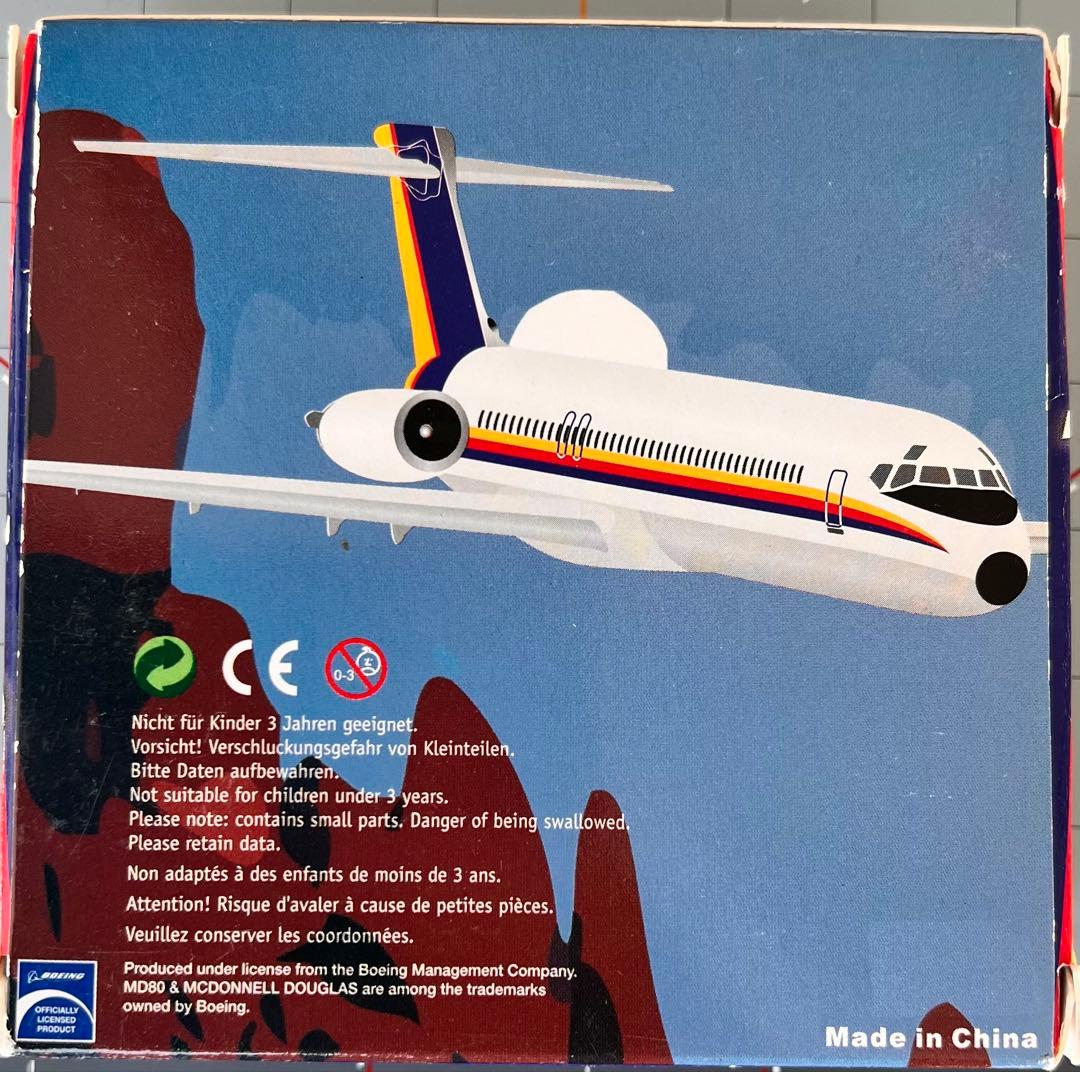 0-3
CE
Nicht für Kinder 3 Jahren geeignet.
Vorsicht! Verschluckungsgefahr von Kleinteilen.
Bitte Daten aufbewahren.
Not suitable for children under 3 years.
Please note: contains small parts. Danger of being swallowed.
Please retain data.
Non adaptés à des enfants de moins de 3 ans.
Attention! Risque d'avaler à cause de petites pièces.
Veuillez conserver les coordonnées.
BOEING
OFFICIALLY
LICENSED
PRODUCT
Produced under license from the Boeing Management Company.
MD80 & MCDONNELL DOUGLAS are among the trademarks
owned by Boeing.
Made in China